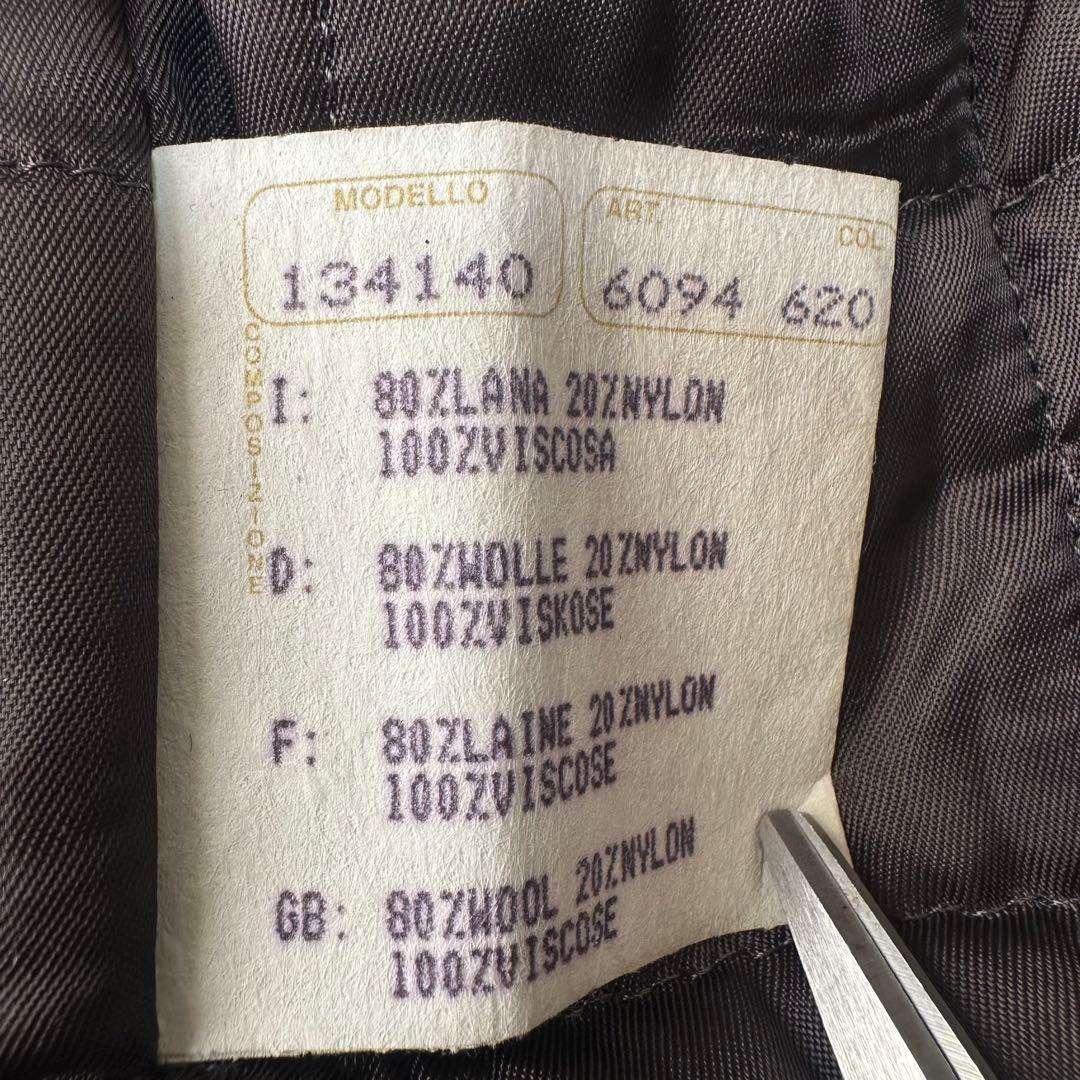 MODELLO
134140
ART. COL.
6094 620
COMPOSIZIONE
I: 80%LANA 20%NYLON
100%VISCOSA
D: 80%WOLLE 20%NYLON
100%VISKOSE
F: 80%LAINE 20%NYLON
100%VISCOSE
GB: 80%WOOL 20%NYLON
100%VISCOSE